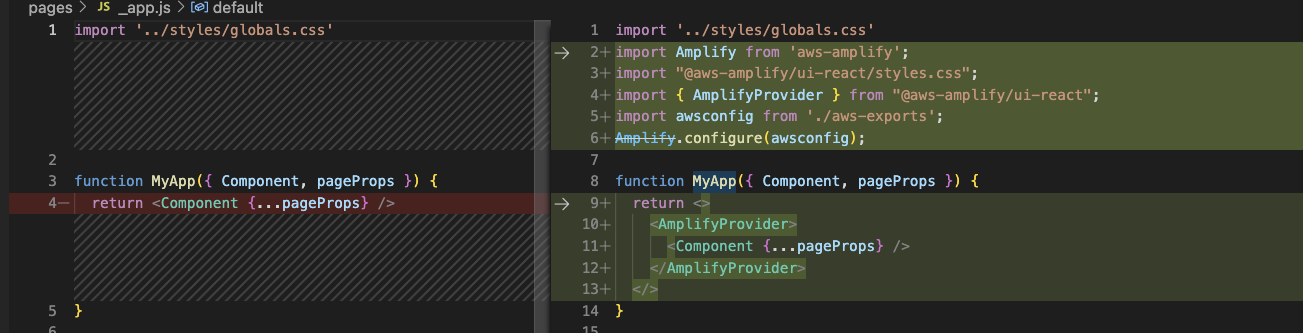 pages > JS _app.js > default
1 import '../styles/globals.css'
2
3 function MyApp({ Component, pageProps }) {
4— return <Component {...pageProps} />
5 }
6
1 import '../styles/globals.css'
2+ import Amplify from 'aws-amplify';
3+ import "@aws-amplify/ui-react/styles.css";
4+ import { AmplifyProvider } from "@aws-amplify/ui-react";
5+ import awsconfig from './aws-exports';
6+ Amplify.configure(awsconfig);
7
8 function MyApp({ Component, pageProps }) {
9+ return <>
10+ <AmplifyProvider>
11+ <Component {...pageProps} />
12+ </AmplifyProvider>
13+ </>
14 }
15